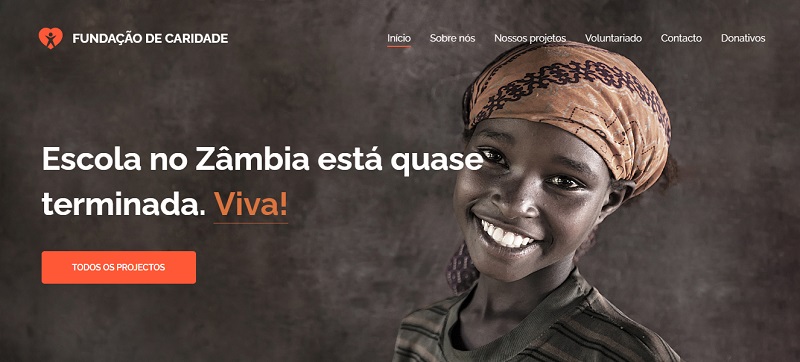 FUNDAÇÃO DE CARIDADE
Início
Sobre nós
Nossos projetos
Voluntariado
Contacto
Donativos
Escola no Zâmbia está quase
terminada. Viva!
TODOS OS PROJECTOS